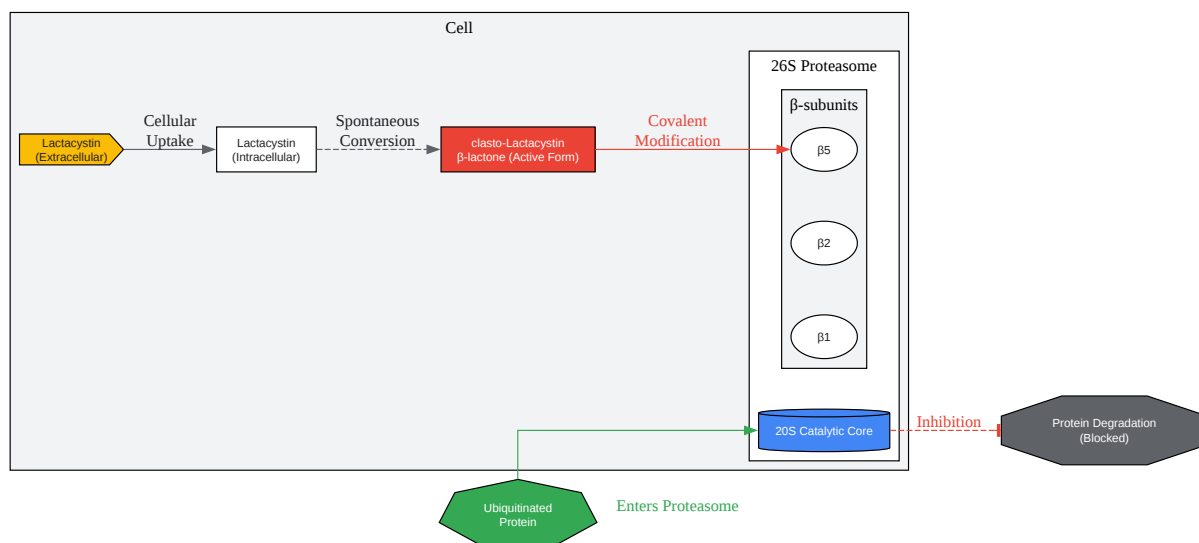 Cell
26S Proteasome
β-subunits
Lactacystin
(Extracellular)
Cellular
Uptake
Lactacystin
(Intracellular)
Spontaneous
Conversion
clasto-Lactacystin
β-lactone (Active Form)
Covalent
Modification
β5
β2
β1
20S Catalytic Core
Inhibition
Protein Degradation
(Blocked)
Ubiquitinated
Protein
Enters Proteasome